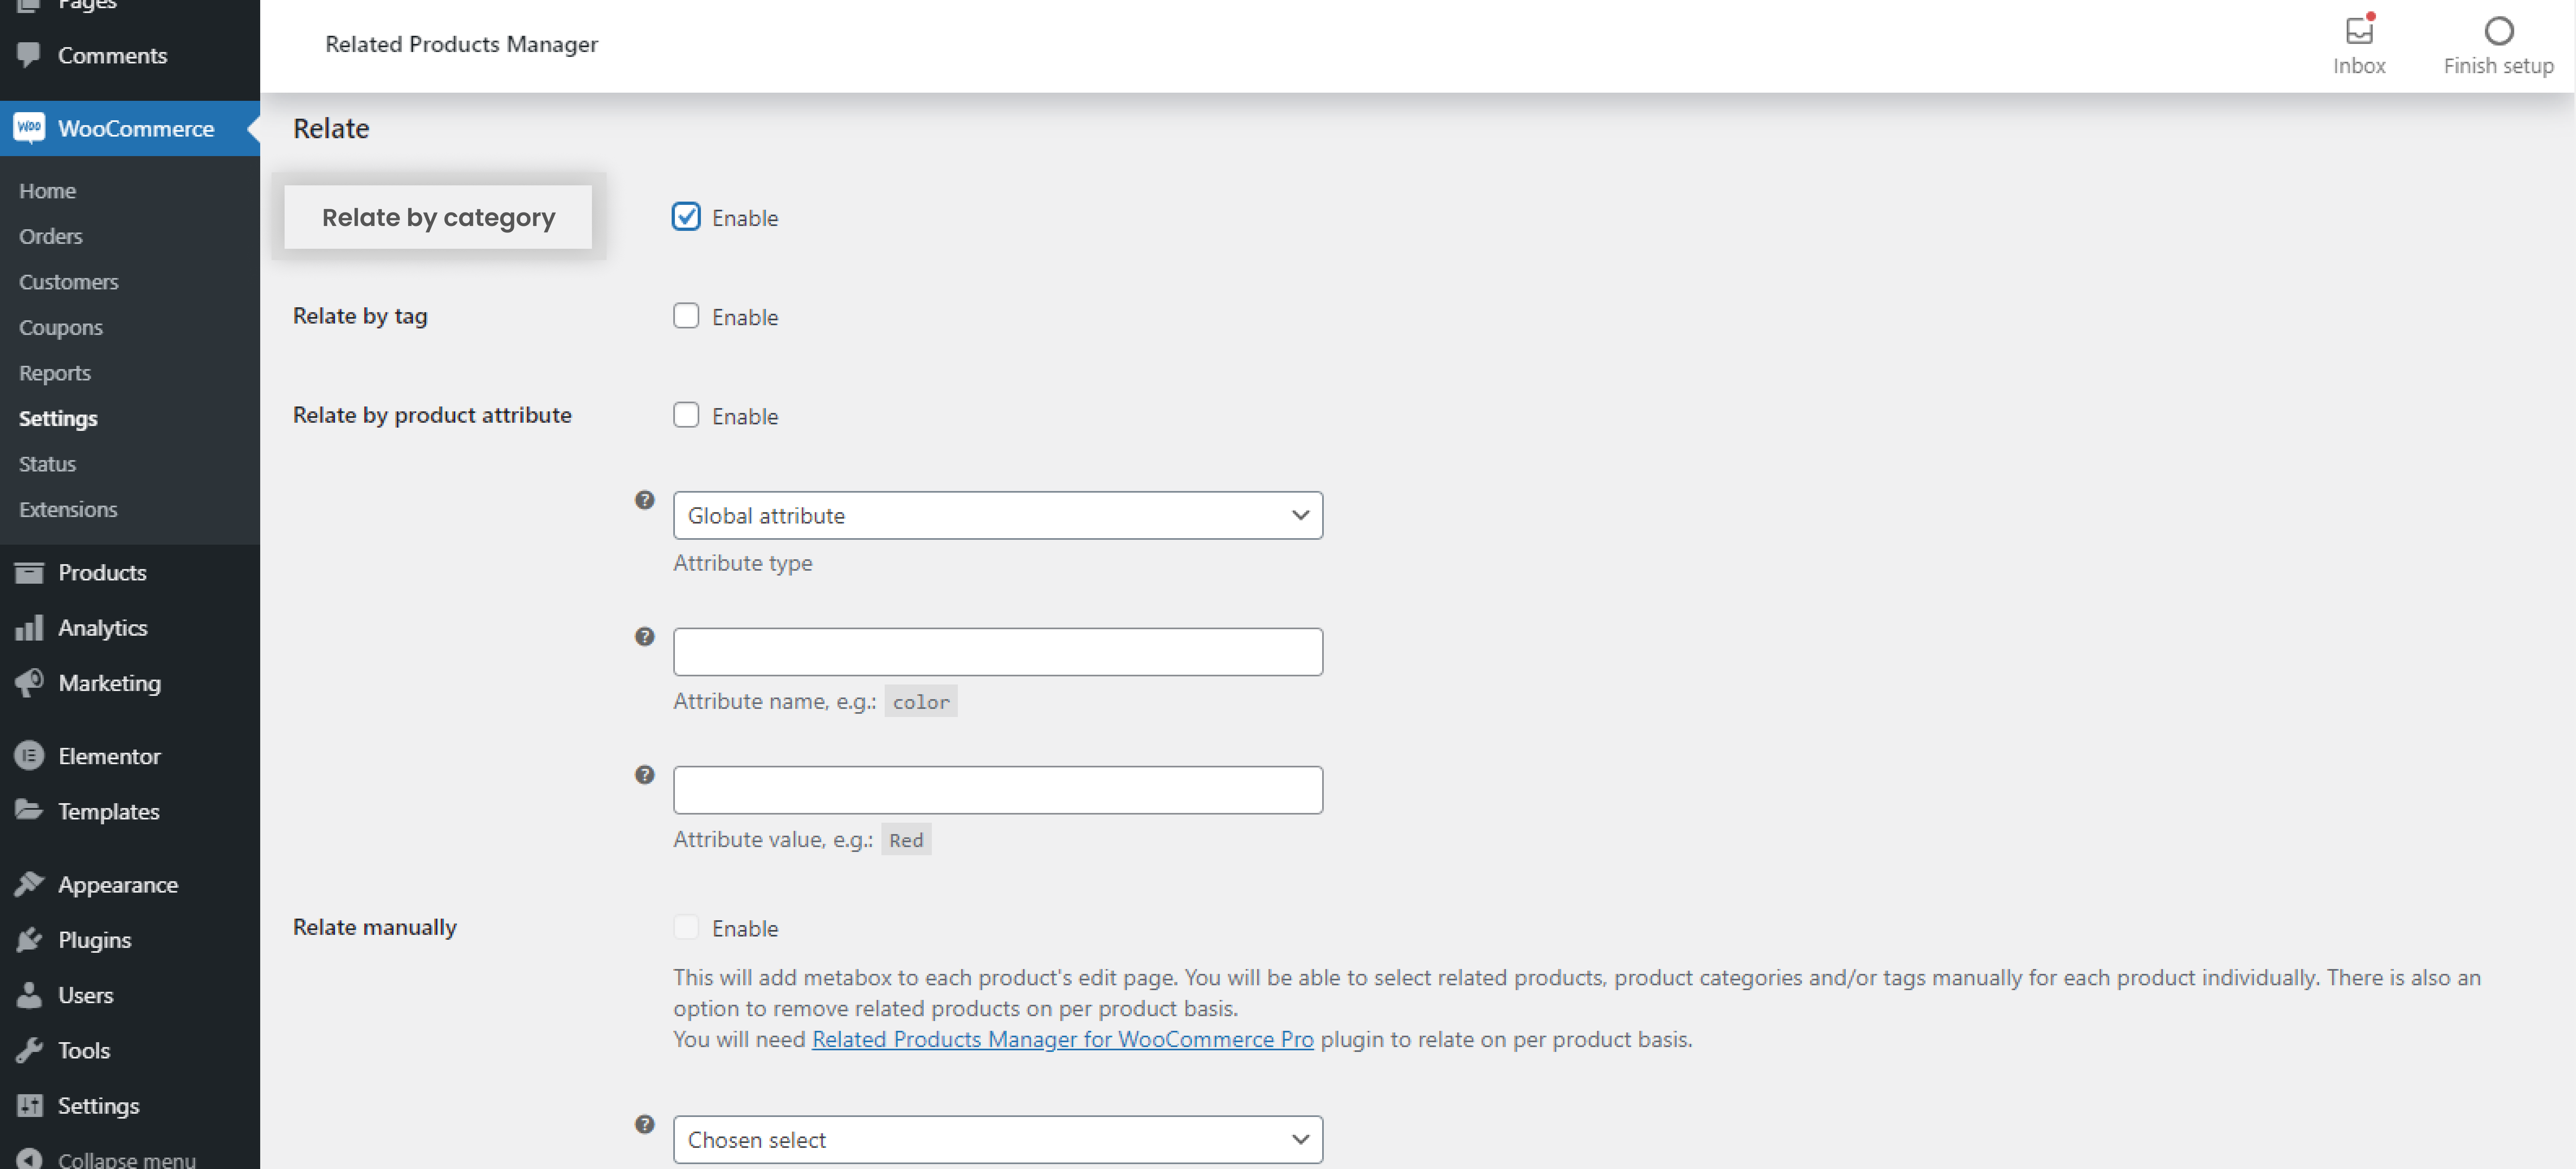 Pages
Comments
WooCommerce
Home
Orders
Customers
Coupons
Reports
Settings
Status
Extensions
Products
Analytics
Marketing
Elementor
Templates
Appearance
Plugins
Users
Tools
Settings
Collapse menu
Related Products Manager
Inbox
Finish setup
Relate
Relate by category
Enable
Relate by tag
Enable
Relate by product attribute
Enable
Global attribute
Attribute type
Attribute name, e.g.: color
Attribute value, e.g.: Red
Relate manually
Enable
This will add metabox to each product's edit page. You will be able to select related products, product categories and/or tags manually for each product individually. There is also an
option to remove related products on per product basis.
You will need Related Products Manager for WooCommerce Pro plugin to relate on per product basis.
Chosen select